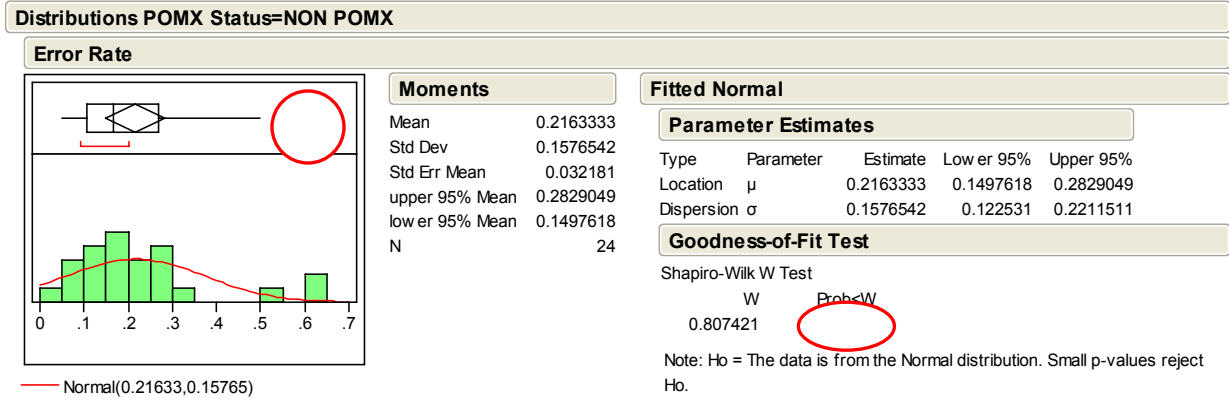 Distributions POMX Status=NON POMX
Error Rate
0 .1 .2 .3 .4 .5 .6 .7
Normal(0.21633,0.15765)
Moments
Mean 0.2163333
Std Dev 0.1576542
Std Err Mean 0.032181
upper 95% Mean 0.2829049
lower 95% Mean 0.1497618
N 24
Fitted Normal
Parameter Estimates
Type Parameter Estimate Lower 95% Upper 95%
Location μ 0.2163333 0.1497618 0.2829049
Dispersion σ 0.1576542 0.122531 0.2211511
Goodness-of-Fit Test
Shapiro-Wilk W Test
W Prob<W
0.807421
Note: Ho = The data is from the Normal distribution. Small p-values reject
Ho.